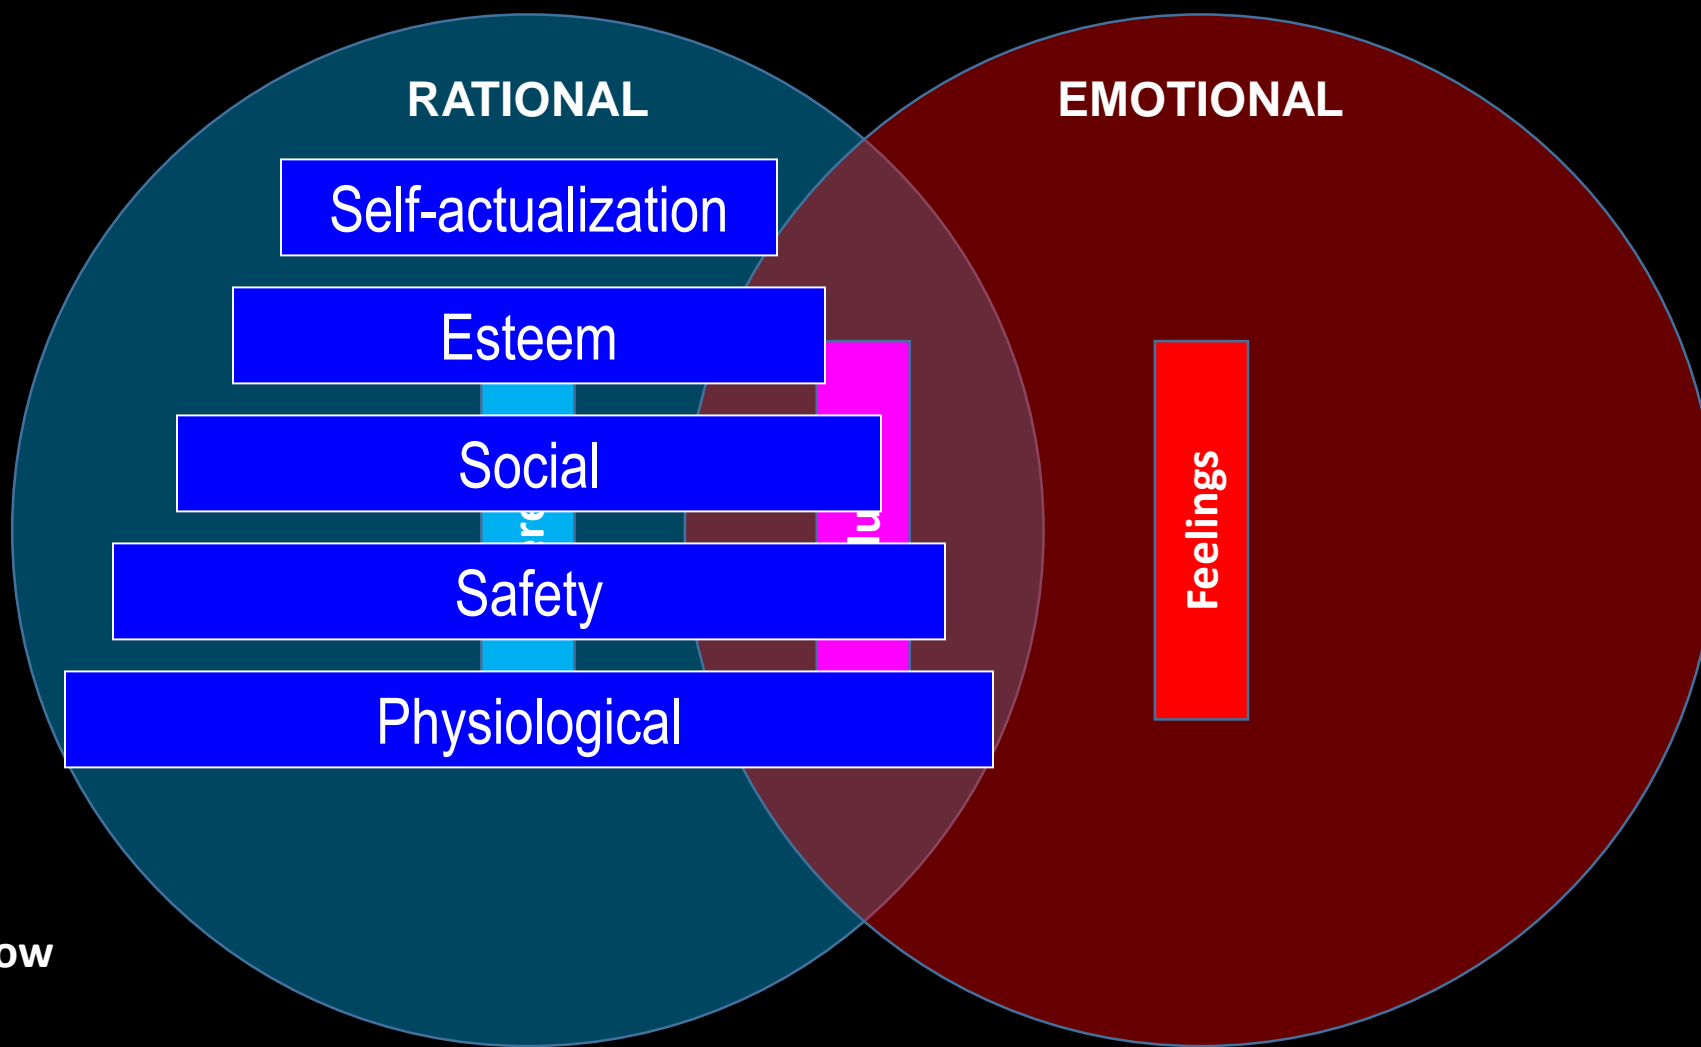 RATIONAL
EMOTIONAL
Self-actualization
Esteem
Social
Feelings
Safety
Physiological
ow